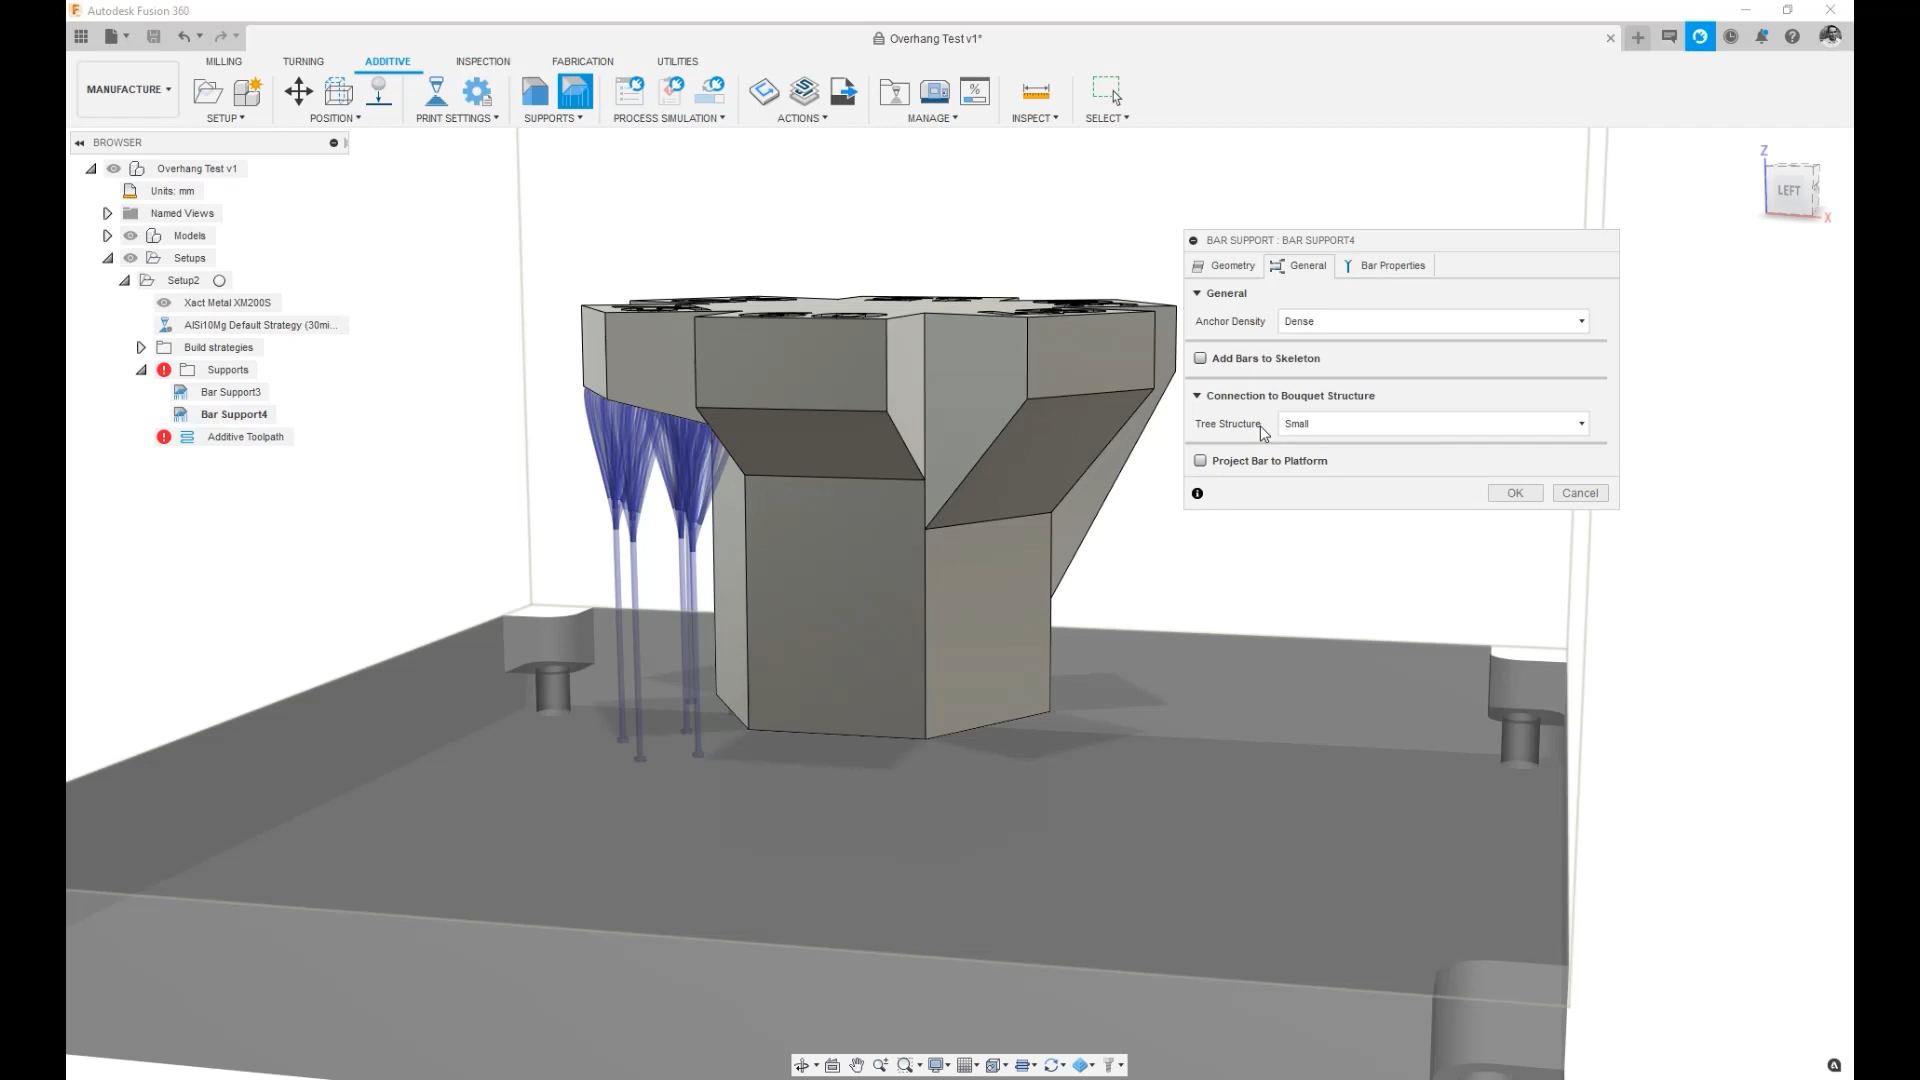 Autodesk Fusion 360
Overhang Test v1*
MILLING TURNING ADDITIVE INSPECTION FABRICATION UTILITIES
MANUFACTURE
SETUP POSITION PRINT SETTINGS SUPPORTS PROCESS SIMULATION ACTIONS MANAGE INSPECT SELECT
BROWSER
Overhang Test v1
Units: mm
Named Views
Models
Setups
Setup2
Xact Metal XM200S
AlSi10Mg Default Strategy (30mi...
Build strategies
Supports
Bar Support3
Bar Support4
Additive Toolpath
Z
LEFT
X
BAR SUPPORT : BAR SUPPORT4
Geometry General Bar Properties
General
Anchor Density Dense
Add Bars to Skeleton
Connection to Bouquet Structure
Tree Structure Small
Project Bar to Platform
OK Cancel